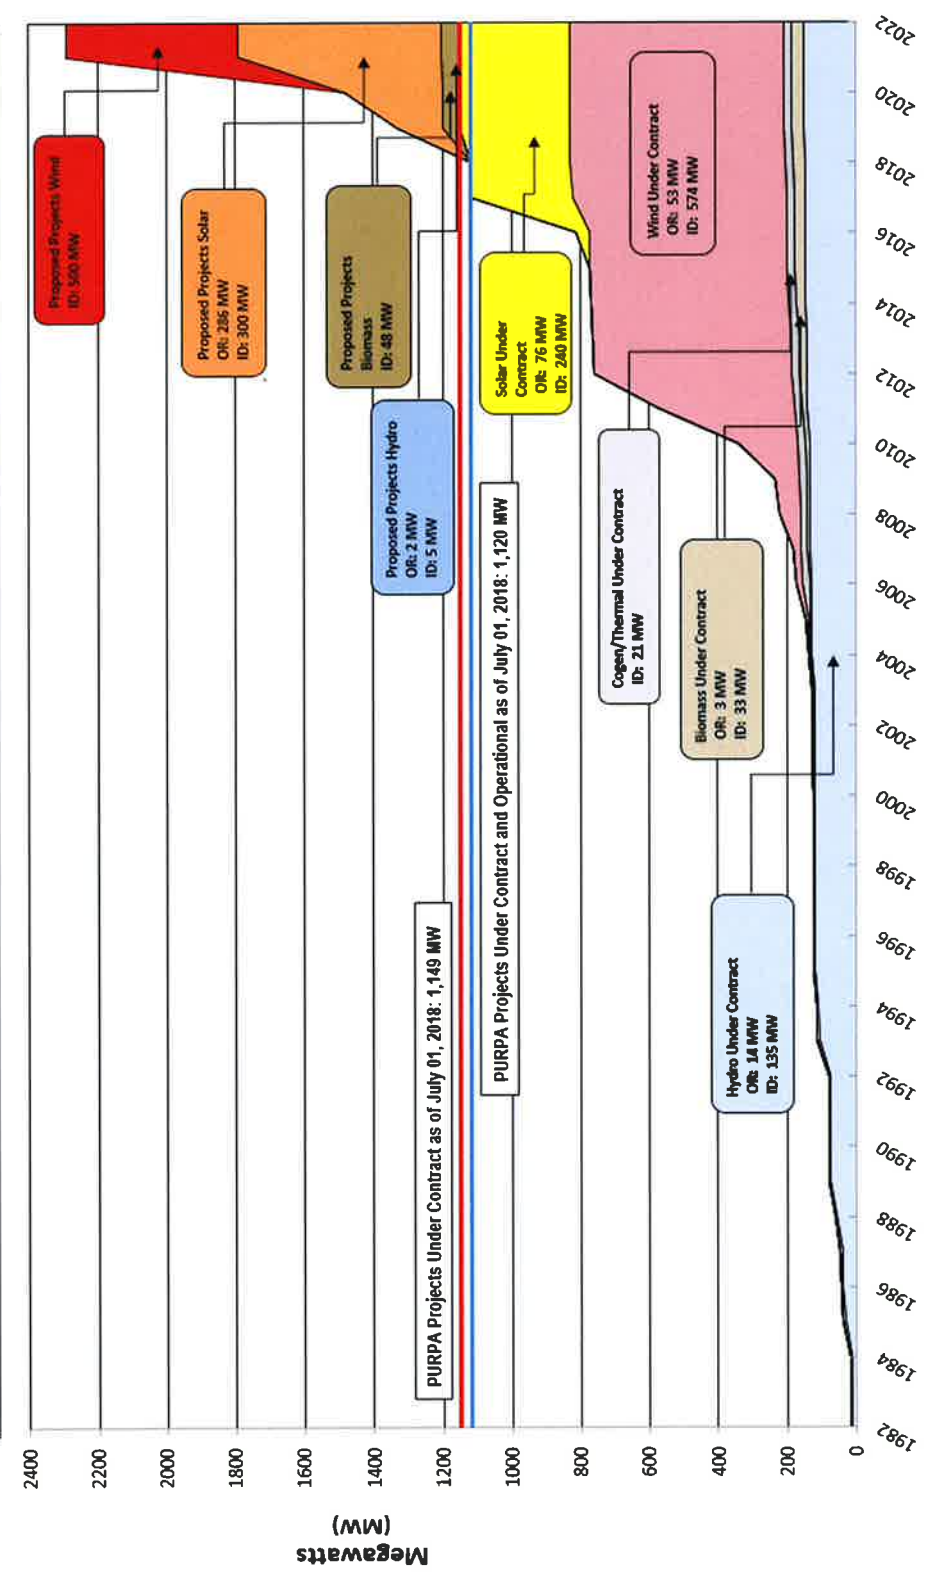 Megawatts
(MW)
2400
2200
2000
1800
1600
1400
1200
1000
800
600
400
200
0
Proposed Projects Wind
ID: 500 MW
Proposed Projects Solar
OR: 286 MW
ID: 300 MW
Proposed Projects
Biomass
ID: 48 MW
Proposed Projects Hydro
OR: 2 MW
ID: 5 MW
PURPA Projects Under Contract as of July 01, 2018: 1,149 MW
PURPA Projects Under Contract and Operational as of July 01, 2018: 1,120 MW
Solar Under
Contract
OR: 76 MW
ID: 240 MW
Cogen/Thermal Under Contract
ID: 21 MW
Wind Under Contract
OR: 53 MW
ID: 574 MW
Biomass Under Contract
OR: 3 MW
ID: 33 MW
Hydro Under Contract
OR: 14 MW
ID: 135 MW
1982
1984
1986
1988
1990
1992
1994
1996
1998
2000
2002
2004
2006
2008
2010
2012
2014
2016
2018
2020
2022